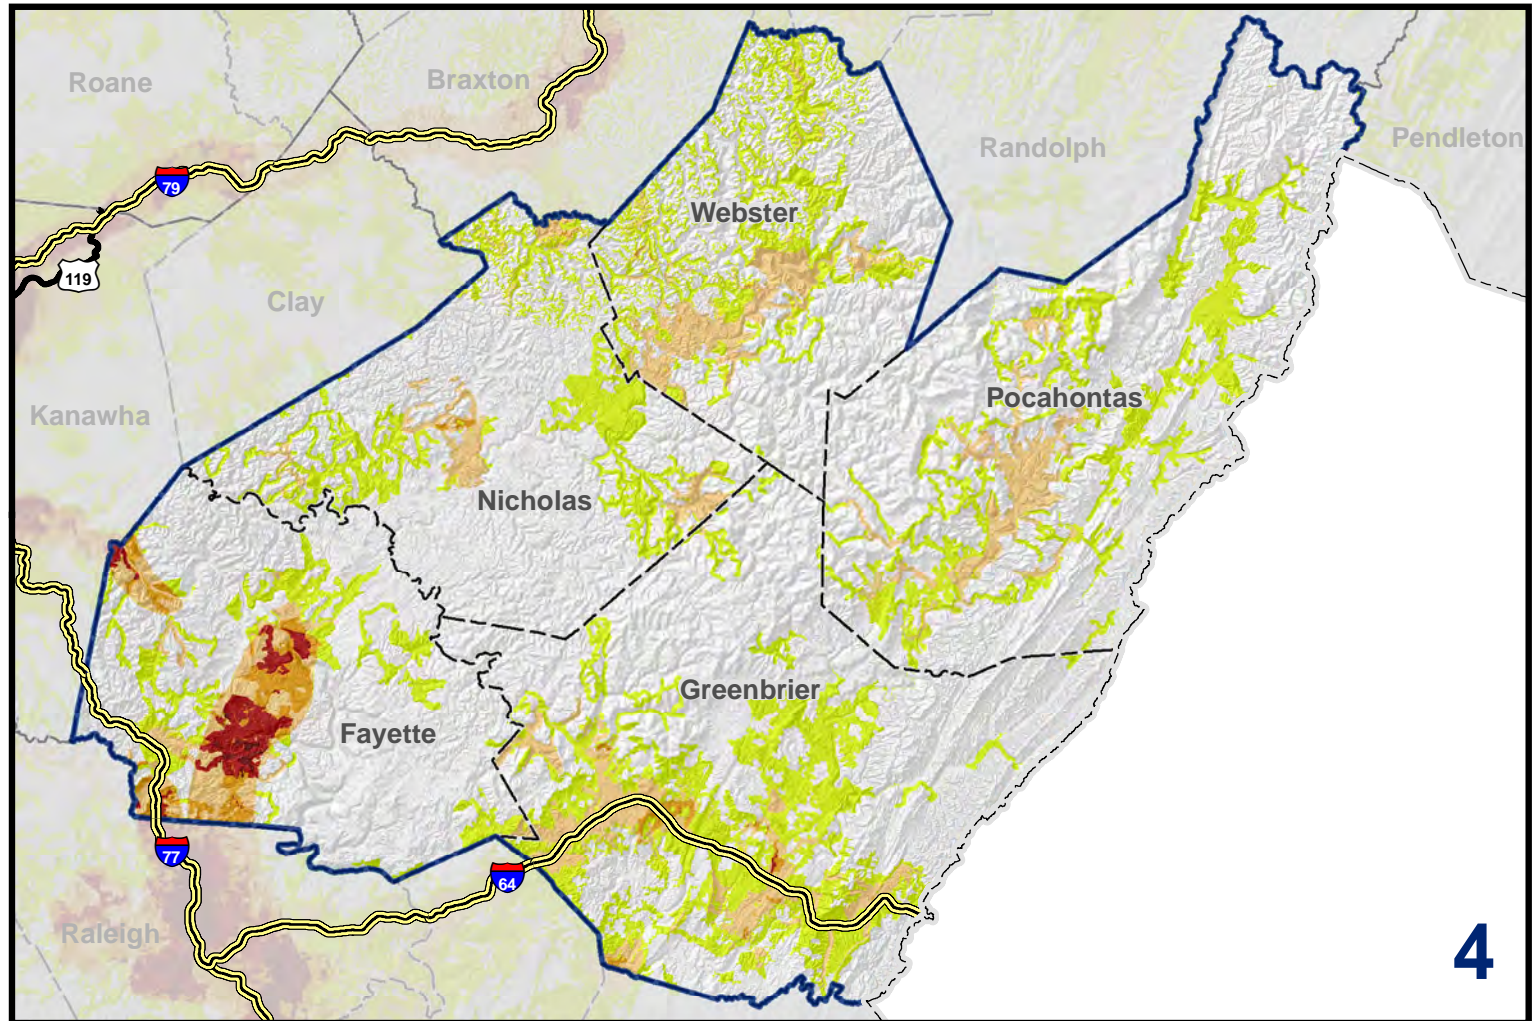 Roane
Braxton
Randolph
Pendleton
79
Webster
119
Clay
Kanawha
Pocahontas
Nicholas
Greenbrier
Fayette
77
64
Raleigh
4